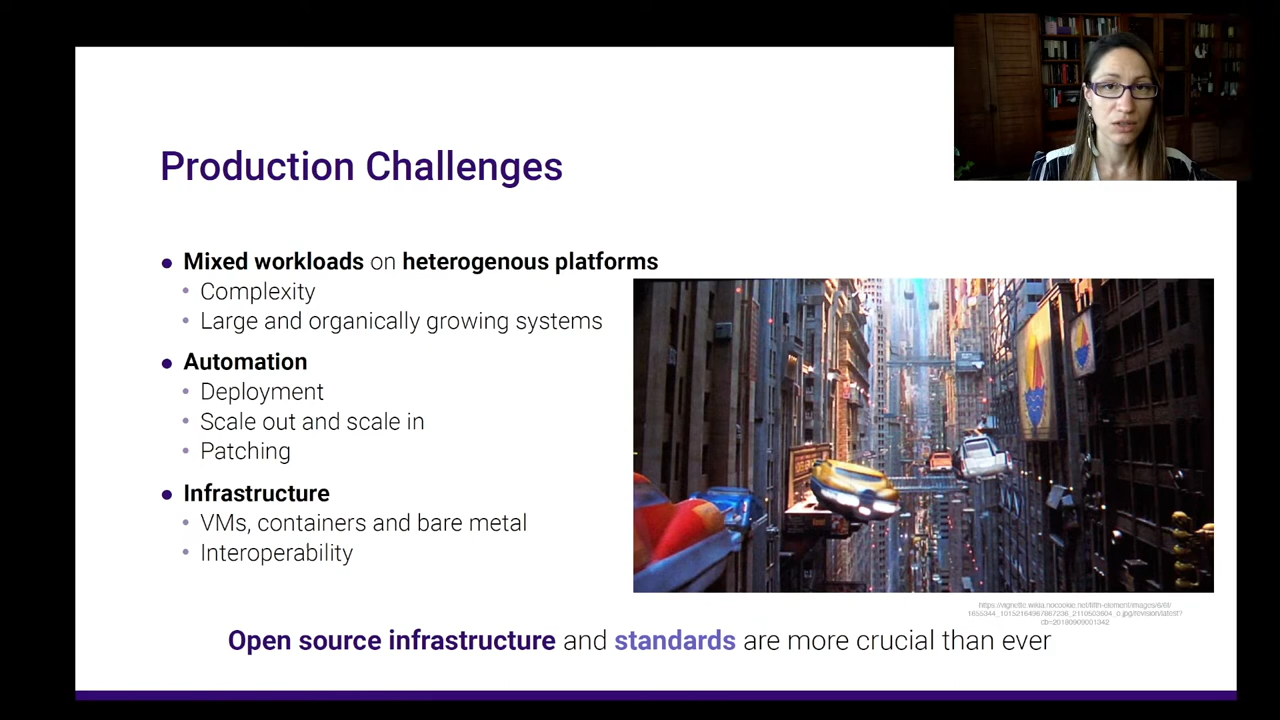 Production Challenges
Mixed workloads on heterogenous platforms
Complexity
Large and organically growing systems
Automation
Deployment
Scale out and scale in
Patching
Infrastructure
VMs, containers and bare metal
Interoperability
cb=20180909001342
Open source infrastructure and standards are more crucial than ever